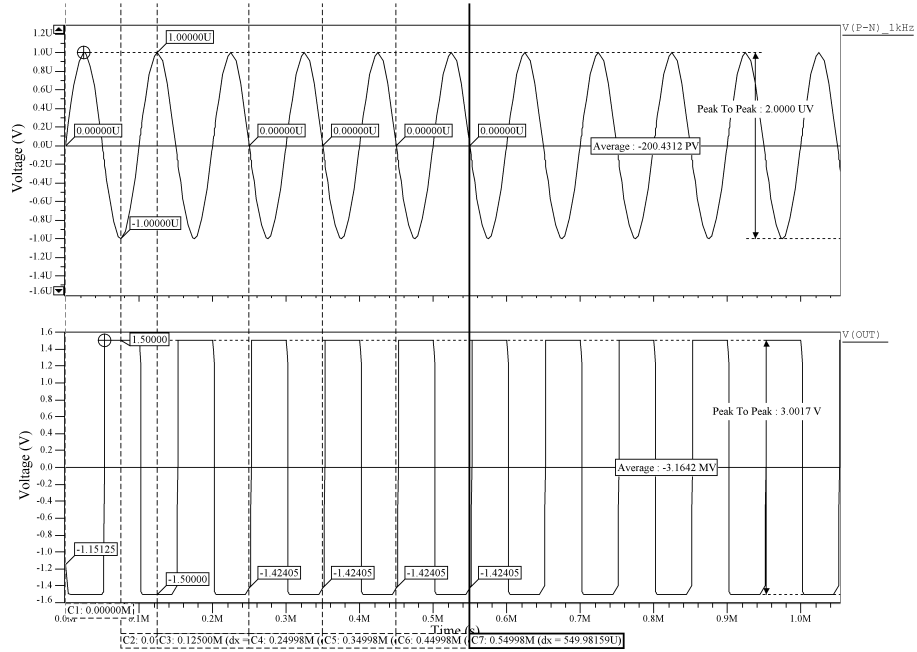 V(P-N)_1kHz
1.2U
1.0U
0.8U
0.6U
0.4U
0.2U
0.0U
-0.2U
-0.4U
-0.6U
-0.8U
-1.0U
-1.2U
-1.4U
-1.6U
Voltage (V)
1.00000U
0.00000U
0.00000U
0.00000U
0.00000U
0.00000U
-1.00000U
Peak To Peak : 2.0000 UV
Average : -200.4312 PV
V(OUT)
1.6
1.4
1.2
1.0
0.8
0.6
0.4
0.2
0.0
-0.2
-0.4
-0.6
-0.8
-1.0
-1.2
-1.4
-1.6
Voltage (V)
1.50000
Peak To Peak : 3.0017 V
Average : -3.1642 MV
-1.15125
-1.50000
-1.42405
-1.42405
-1.42405
-1.42405
C1: 0.00000M
0.1M
0.2M
0.3M
0.4M
0.5M
0.6M
0.7M
0.8M
0.9M
1.0M
Time (s)
C2: 0.07
C3: 0.12500M (dx =
C4: 0.24998M (
C5: 0.34998M (
C6: 0.44998M (
C7: 0.54998M (dx = 549.98159U)